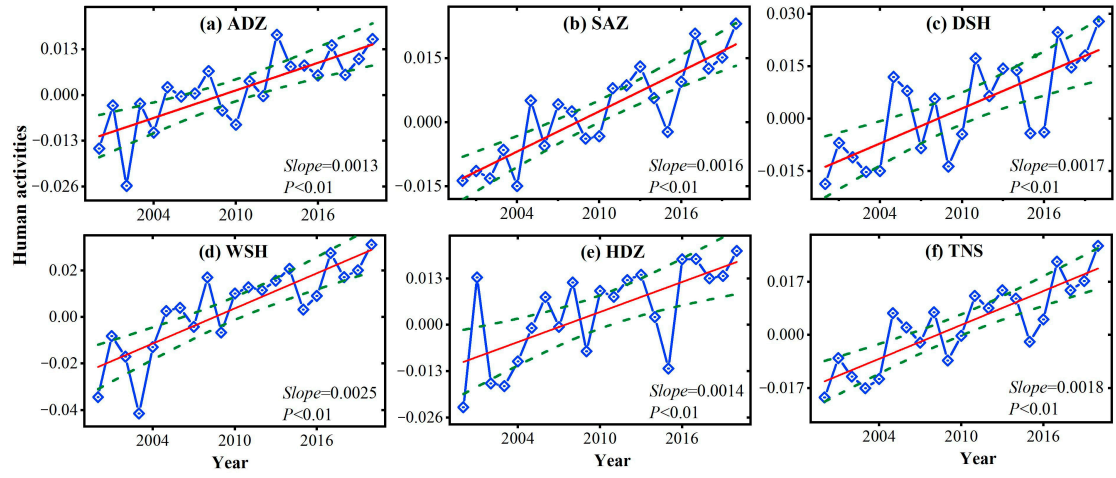 (a) ADZ
0.013
0.000
−0.013
−0.026
Slope=0.0013
P<0.01
2004
2010
2016
(b) SAZ
0.015
0.000
−0.015
Slope=0.0016
P<0.01
2004
2010
2016
(c) DSH
0.030
0.015
0.000
−0.015
Slope=0.0017
P<0.01
2004
2010
2016
Human activities
(d) WSH
0.02
0.00
−0.02
−0.04
Slope=0.0025
P<0.01
2004
2010
2016
Year
(e) HDZ
0.013
0.000
−0.013
−0.026
Slope=0.0014
P<0.01
2004
2010
2016
Year
(f) TNS
0.017
0.000
−0.017
Slope=0.0018
P<0.01
2004
2010
2016
Year